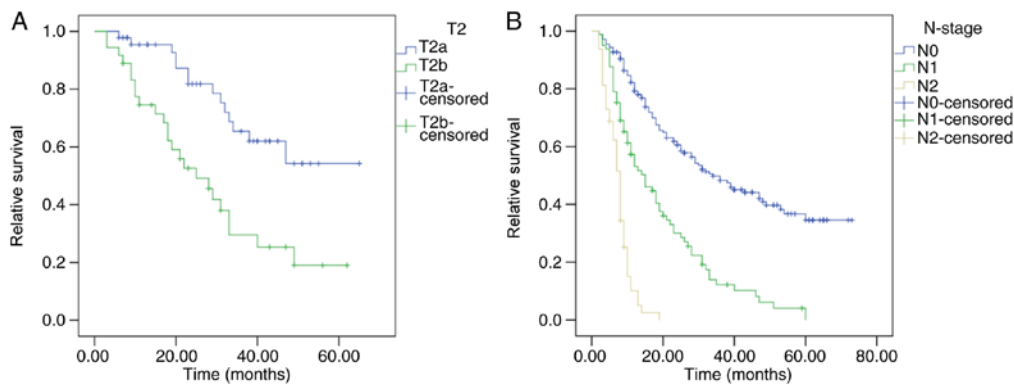 A
T2
T2a
T2b
T2a-
censored
T2b-
censored
Relative survival
1.0
0.8
0.6
0.4
0.2
0.0
0.00 20.00 40.00 60.00
Time (months)
B
N-stage
N0
N1
N2
N0-censored
N1-censored
N2-censored
Relative survival
1.0
0.8
0.6
0.4
0.2
0.0
0.00 20.00 40.00 60.00 80.00
Time (months)